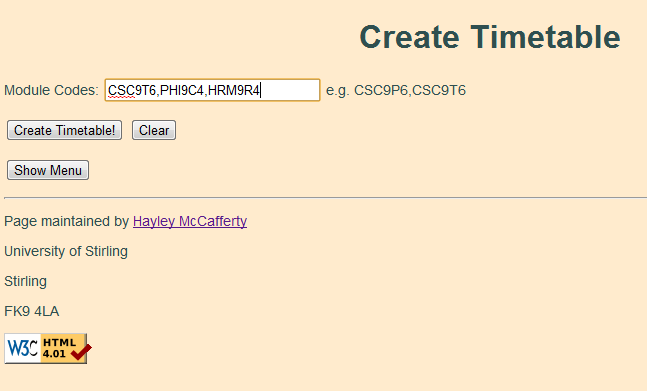 Create Timetable
Module Codes: CSC9T6,PHI9C4,HRM9R4 e.g. CSC9P6,CSC9T6
Create Timetable! Clear
Show Menu
Page maintained by Hayley McCafferty
University of Stirling
Stirling
FK9 4LA
W3C HTML 4.01